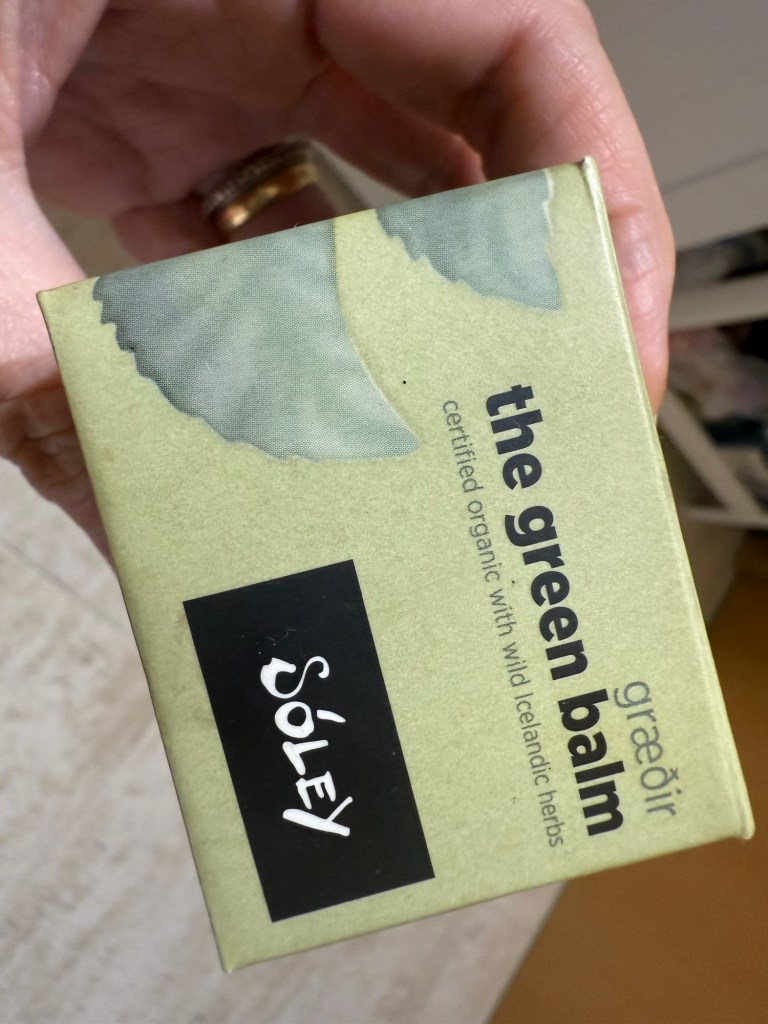 græðir
the green balm
certified organic with wild Icelandic herbs
SÓLEY